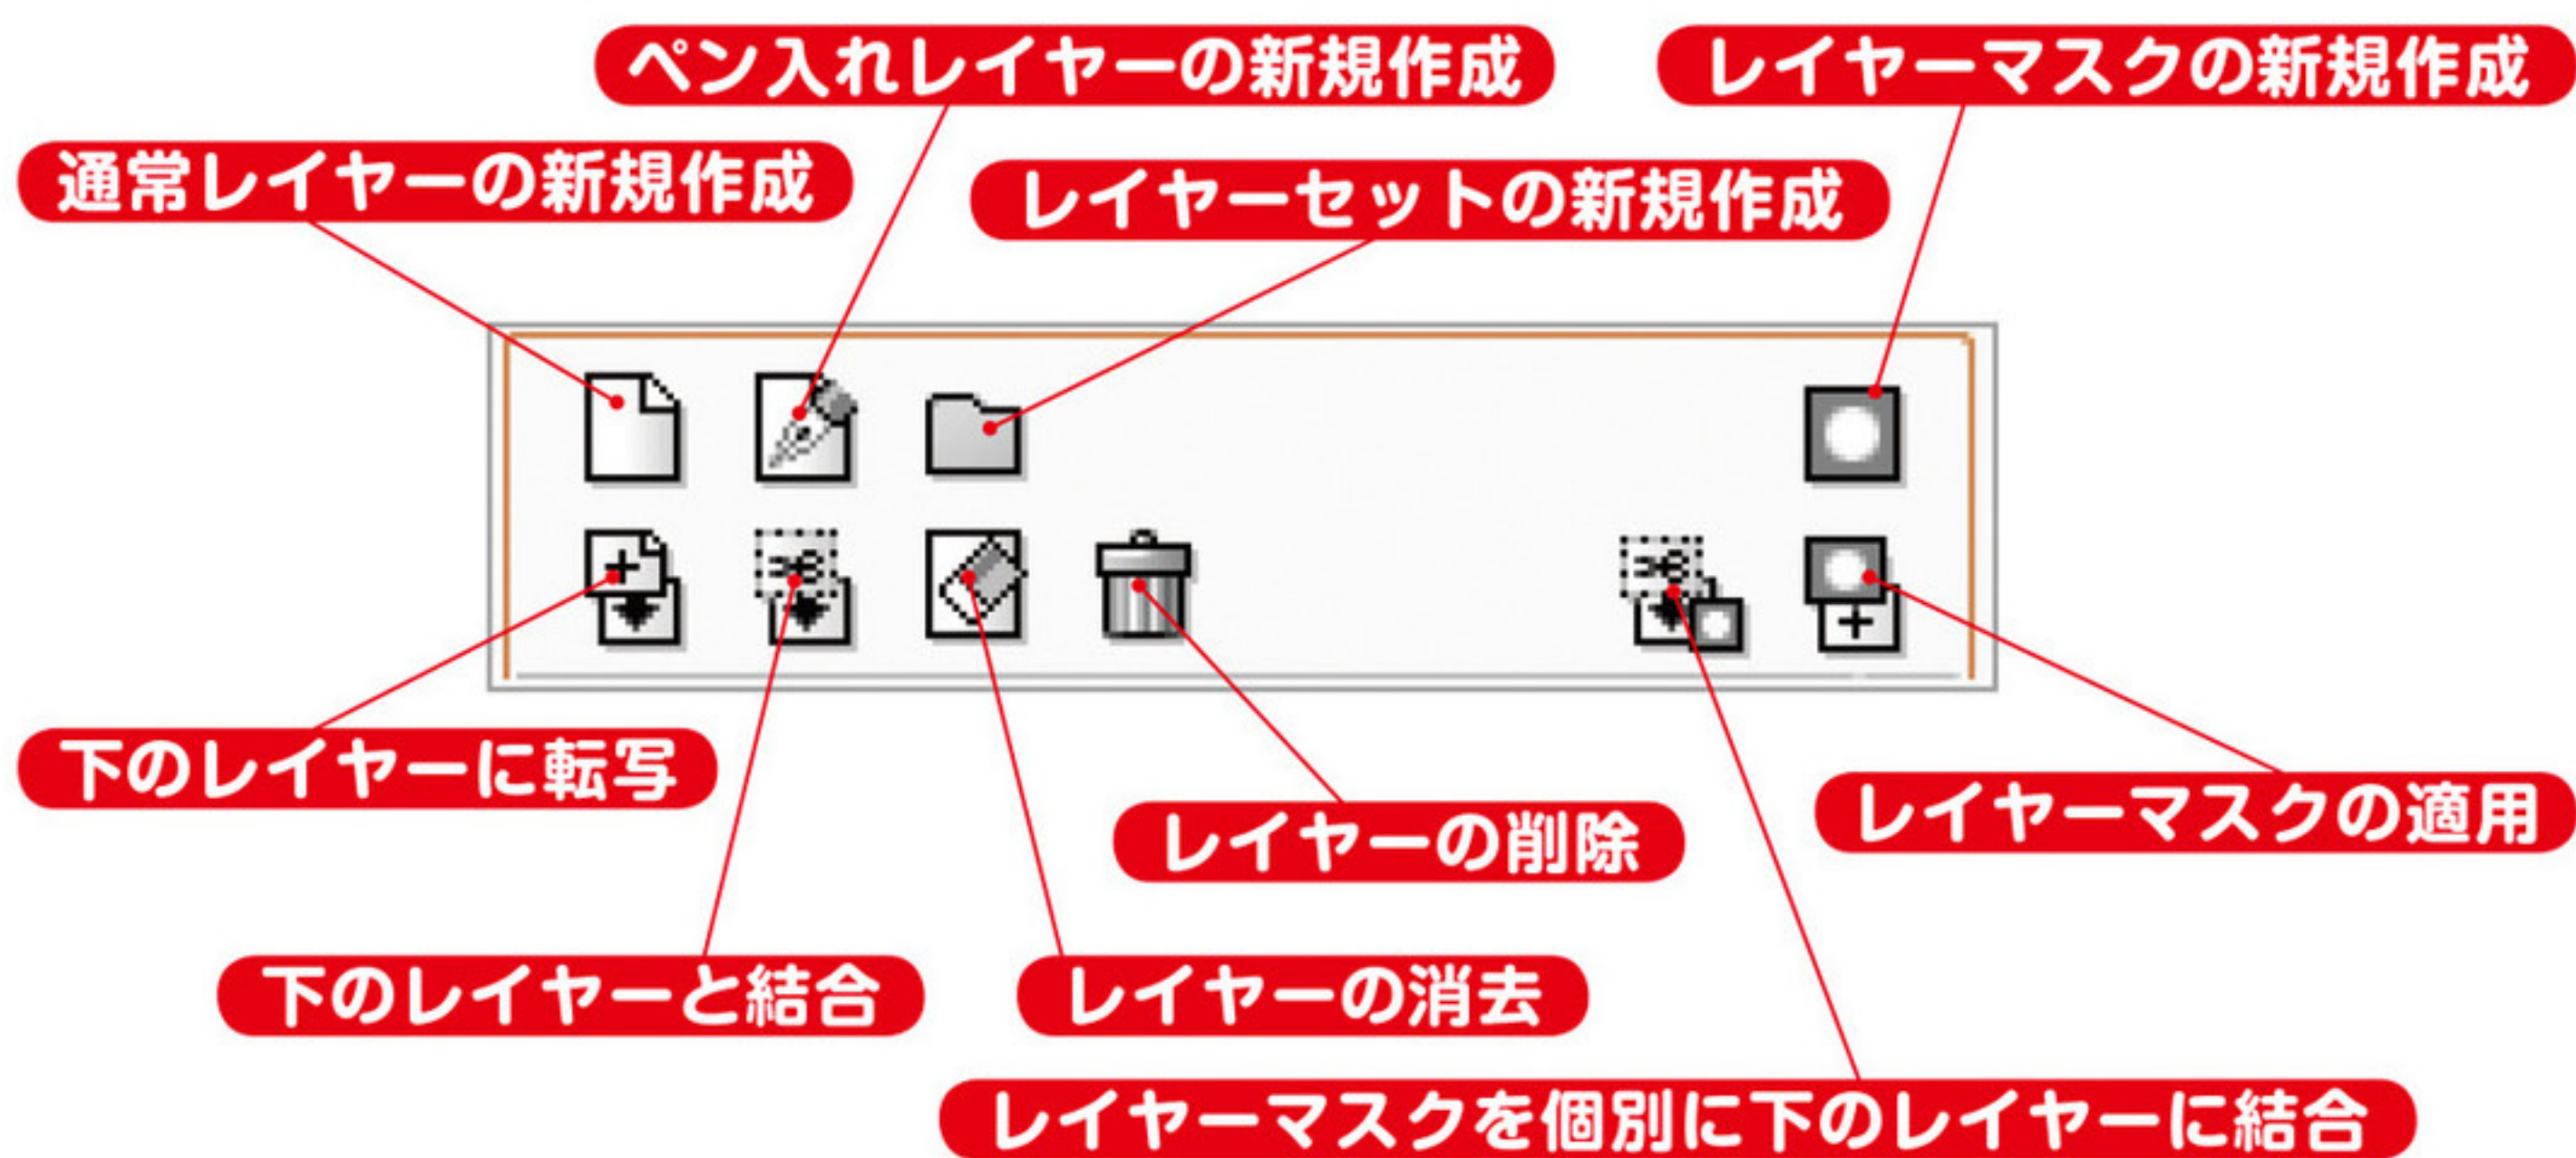 ペン入れレイヤーの新規作成
レイヤーマスクの新規作成
通常レイヤーの新規作成
レイヤーセットの新規作成
下のレイヤーに転写
レイヤーマスクの適用
レイヤーの削除
下のレイヤーと結合
レイヤーの消去
レイヤーマスクを個別に下のレイヤーに結合